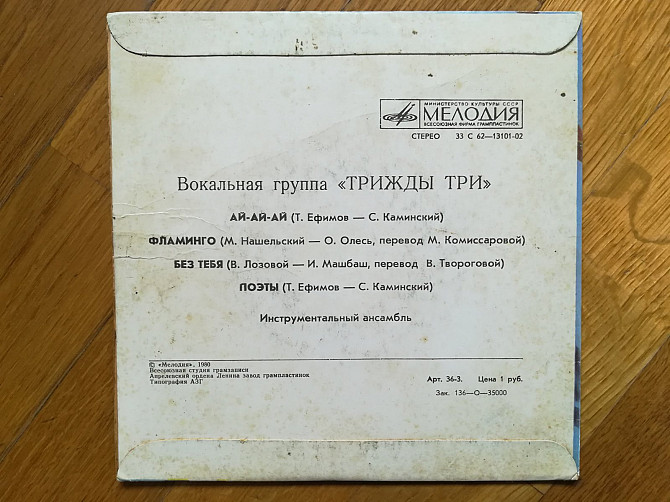 МИНИСТЕРСТВО КУЛЬТУРЫ СССР
МЕЛОДИЯ
ВСЕСОЮЗНАЯ ФИРМА ГРАМПЛАСТИНОК
СТЕРЕО 33 С 62—13101-02
Вокальная группа «ТРИЖДЫ ТРИ»
АЙ-АЙ-АЙ (Т. Ефимов — С. Каминский)
ФЛАМИНГО (М. Нашельский — О. Олесь, перевод М. Комиссаровой)
БЕЗ ТЕБЯ (В. Лозовой — И. Машбаш, перевод В. Твороговой)
ПОЭТЫ (Т. Ефимов — С. Каминский)
Инструментальный ансамбль
© «Мелодия», 1980
Всесоюзная студия грамзаписи
Апрелевский ордена Ленина завод грампластинок
Типография АЗГ
Арт. 36-3. Цена 1 руб.
Зак. 136—О—35000